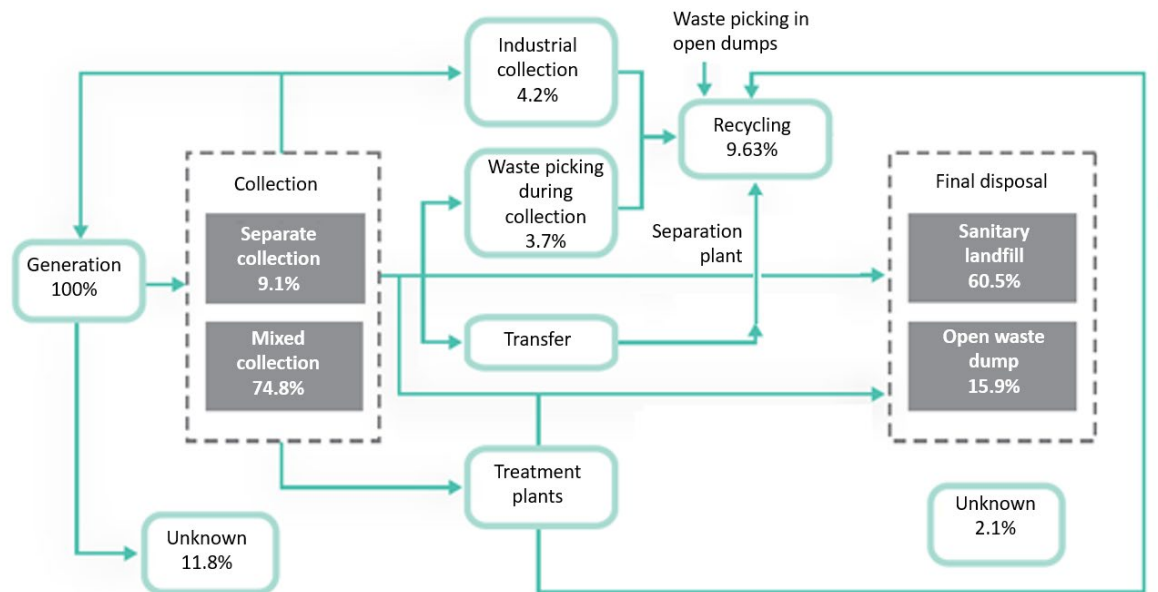 Waste picking in
open dumps
Industrial
collection
4.2%
Recycling
9.63%
Collection
Waste picking
during
collection
3.7%
Final disposal
Separate
collection
9.1%
Separation
plant
Sanitary
landfill
60.5%
Generation
100%
Mixed
collection
74.8%
Transfer
Open waste
dump
15.9%
Treatment
plants
Unknown
2.1%
Unknown
11.8%